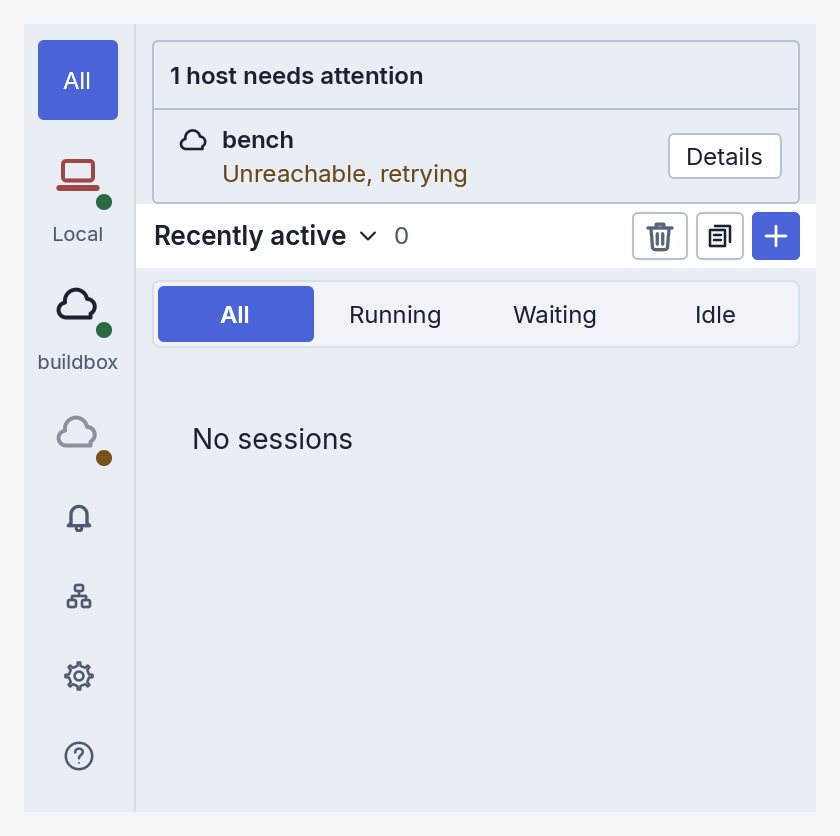 All
Local
buildbox
1 host needs attention
bench
Unreachable, retrying
Details
Recently active 0
All Running Waiting Idle
No sessions